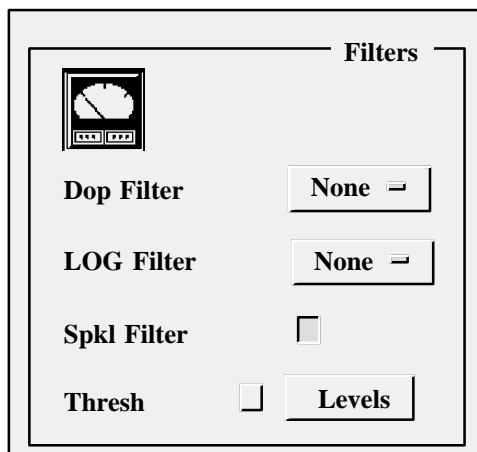 Filters
Dop Filter None
LOG Filter None
Spkl Filter
Thresh Levels